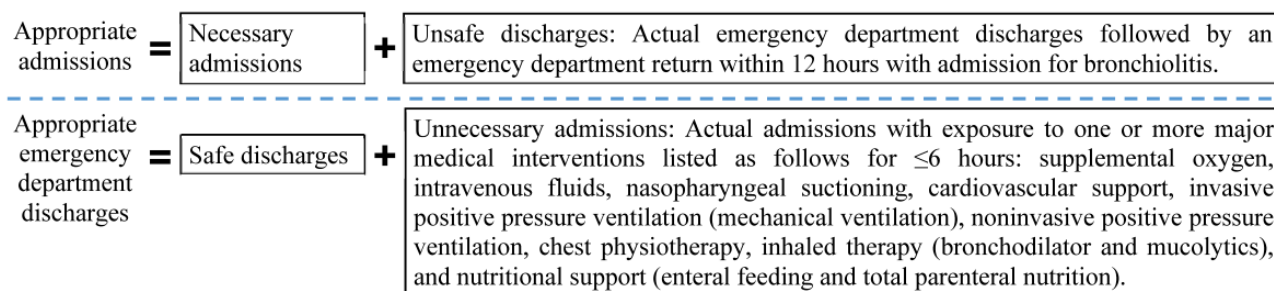 Appropriate
admissions
=
Necessary
admissions
+
Unsafe discharges: Actual emergency department discharges followed by an
emergency department return within 12 hours with admission for bronchiolitis.
Appropriate
emergency
department
discharges
=
Safe discharges
+
Unnecessary admissions: Actual admissions with exposure to one or more major
medical interventions listed as follows for ≤6 hours: supplemental oxygen,
intravenous fluids, nasopharyngeal suctioning, cardiovascular support, invasive
positive pressure ventilation (mechanical ventilation), noninvasive positive pressure
ventilation, chest physiotherapy, inhaled therapy (bronchodilator and mucolytics),
and nutritional support (enteral feeding and total parenteral nutrition).